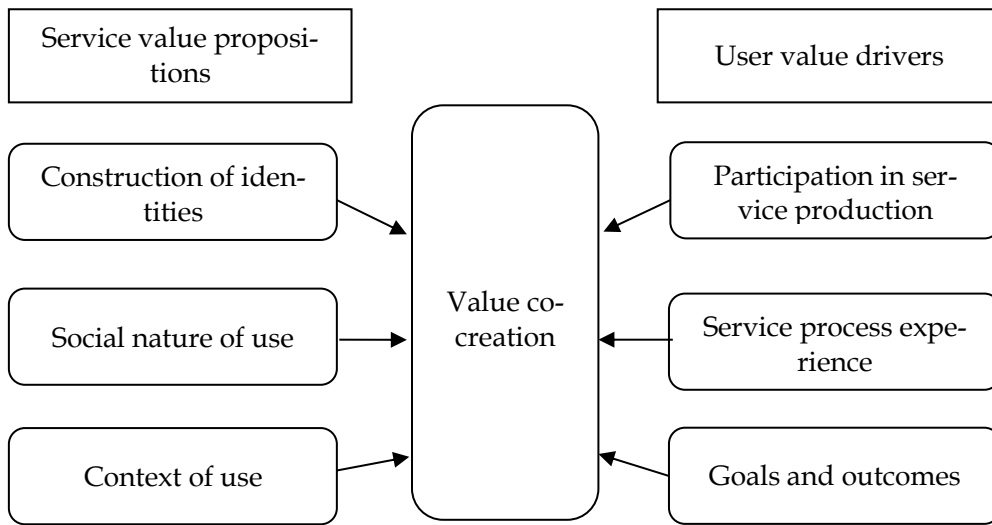 Service value proposi-
tions
User value drivers
Construction of iden-
tities
Participation in ser-
vice production
Social nature of use
Value co-
creation
Service process expe-
rience
Context of use
Goals and outcomes